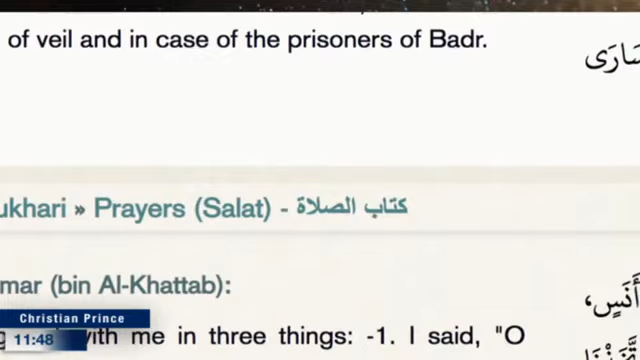 of veil and in case of the prisoners of Badr.
ukhari » Prayers (Salat) - كتاب الصلاة
mar (bin Al-Khattab):
أَنَسٍ،
Christian Prince
11:48
with me in three things: -1. I said, "O